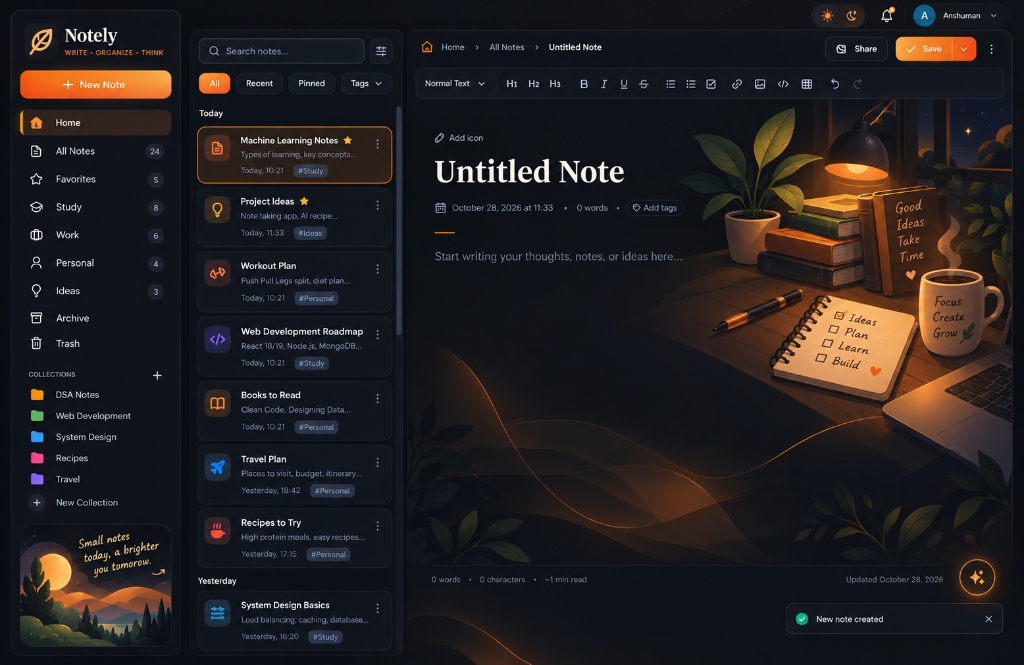 Notely
WRITE • ORGANIZE • THINK
+ New Note
Home
All Notes 24
Favorites 5
Study 8
Work 6
Personal 4
Ideas 3
Archive
Trash
COLLECTIONS +
DSA Notes
Web Development
System Design
Recipes
Travel
+ New Collection
Small notes
today, a brighter
you tomorow.
Search notes...
All Recent Pinned Tags
Today
Machine Learning Notes
Types of learning, key concepts...
Today, 10:21 #Study
Project Ideas
Note taking app, AI recipe...
Today, 11:33 #Ideas
Workout Plan
Push Pull Legs split, diet plan...
Today, 10:21 #Personal
Web Development Roadmap
React 18/19, Node.js, MongoDB...
Today, 10:21 #Study
Books to Read
Clean Code, Designing Data...
Today, 10:21 #Personal
Travel Plan
Places to visit, budget, itinerary...
Yesterday, 18:42 #Personal
Recipes to Try
High protein meals, easy recipes...
Yesterday, 17:15 #Personal
Yesterday
System Design Basics
Load balancing, caching, database...
Yesterday, 16:20 #Study
A Anshuman
Home > All Notes > Untitled Note
Share Save
Normal Text H1 H2 H3 B I U S
Add icon
Untitled Note
October 28, 2026 at 11:33 • 0 words • Add tags
Start writing your thoughts, notes, or ideas here...
Good
Ideas
Take
Time
Focus
Create
Grow
Ideas
Plan
Learn
Build
0 words • 0 characters • ~1 min read
Updated October 28, 2026
New note created